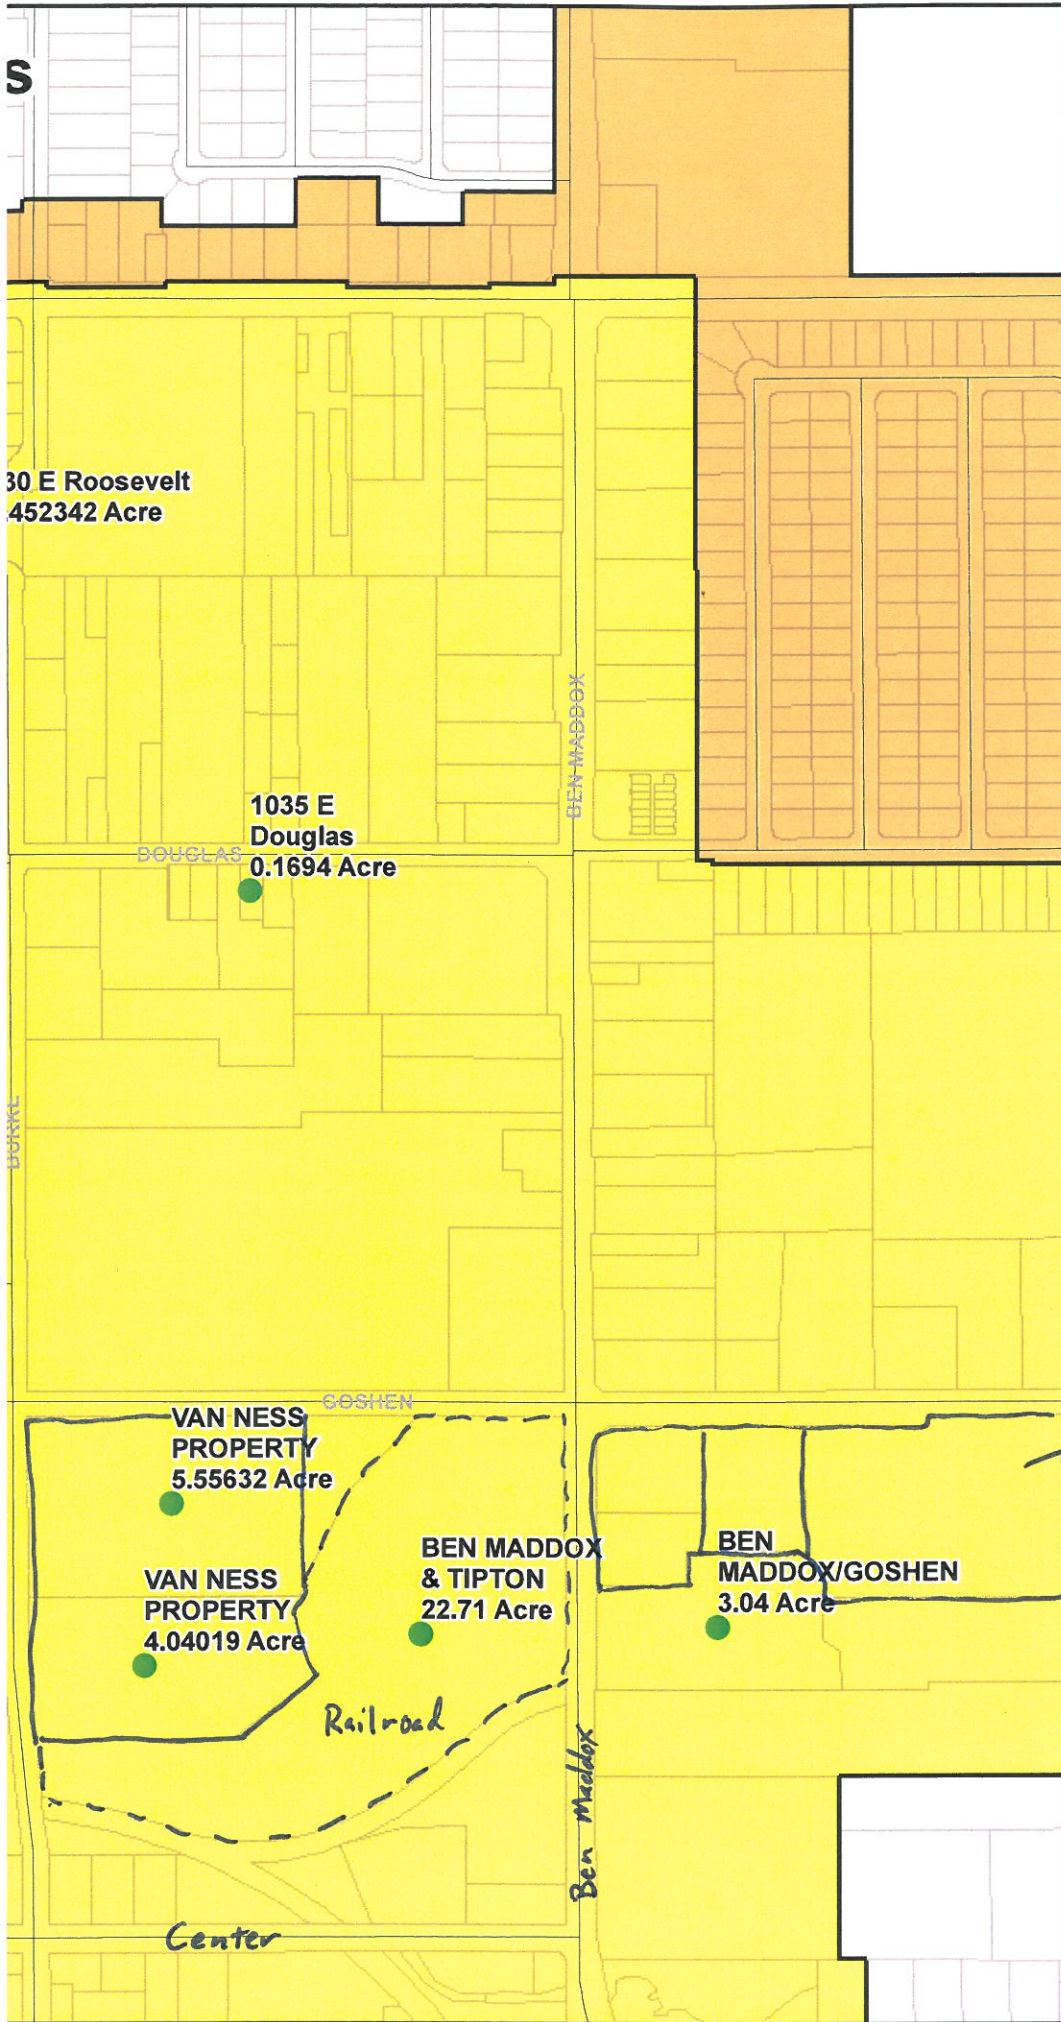 S
30 E Roosevelt
.452342 Acre
BEN MADDOX
1035 E
Douglas
0.1694 Acre
DOUGLAS
BURKE
GOSHEN
VAN NESS
PROPERTY
5.55632 Acre
BEN MADDOX
& TIPTON
22.71 Acre
BEN
MADDOX/GOSHEN
3.04 Acre
VAN NESS
PROPERTY
4.04019 Acre
Railroad
Ben Maddox
Center